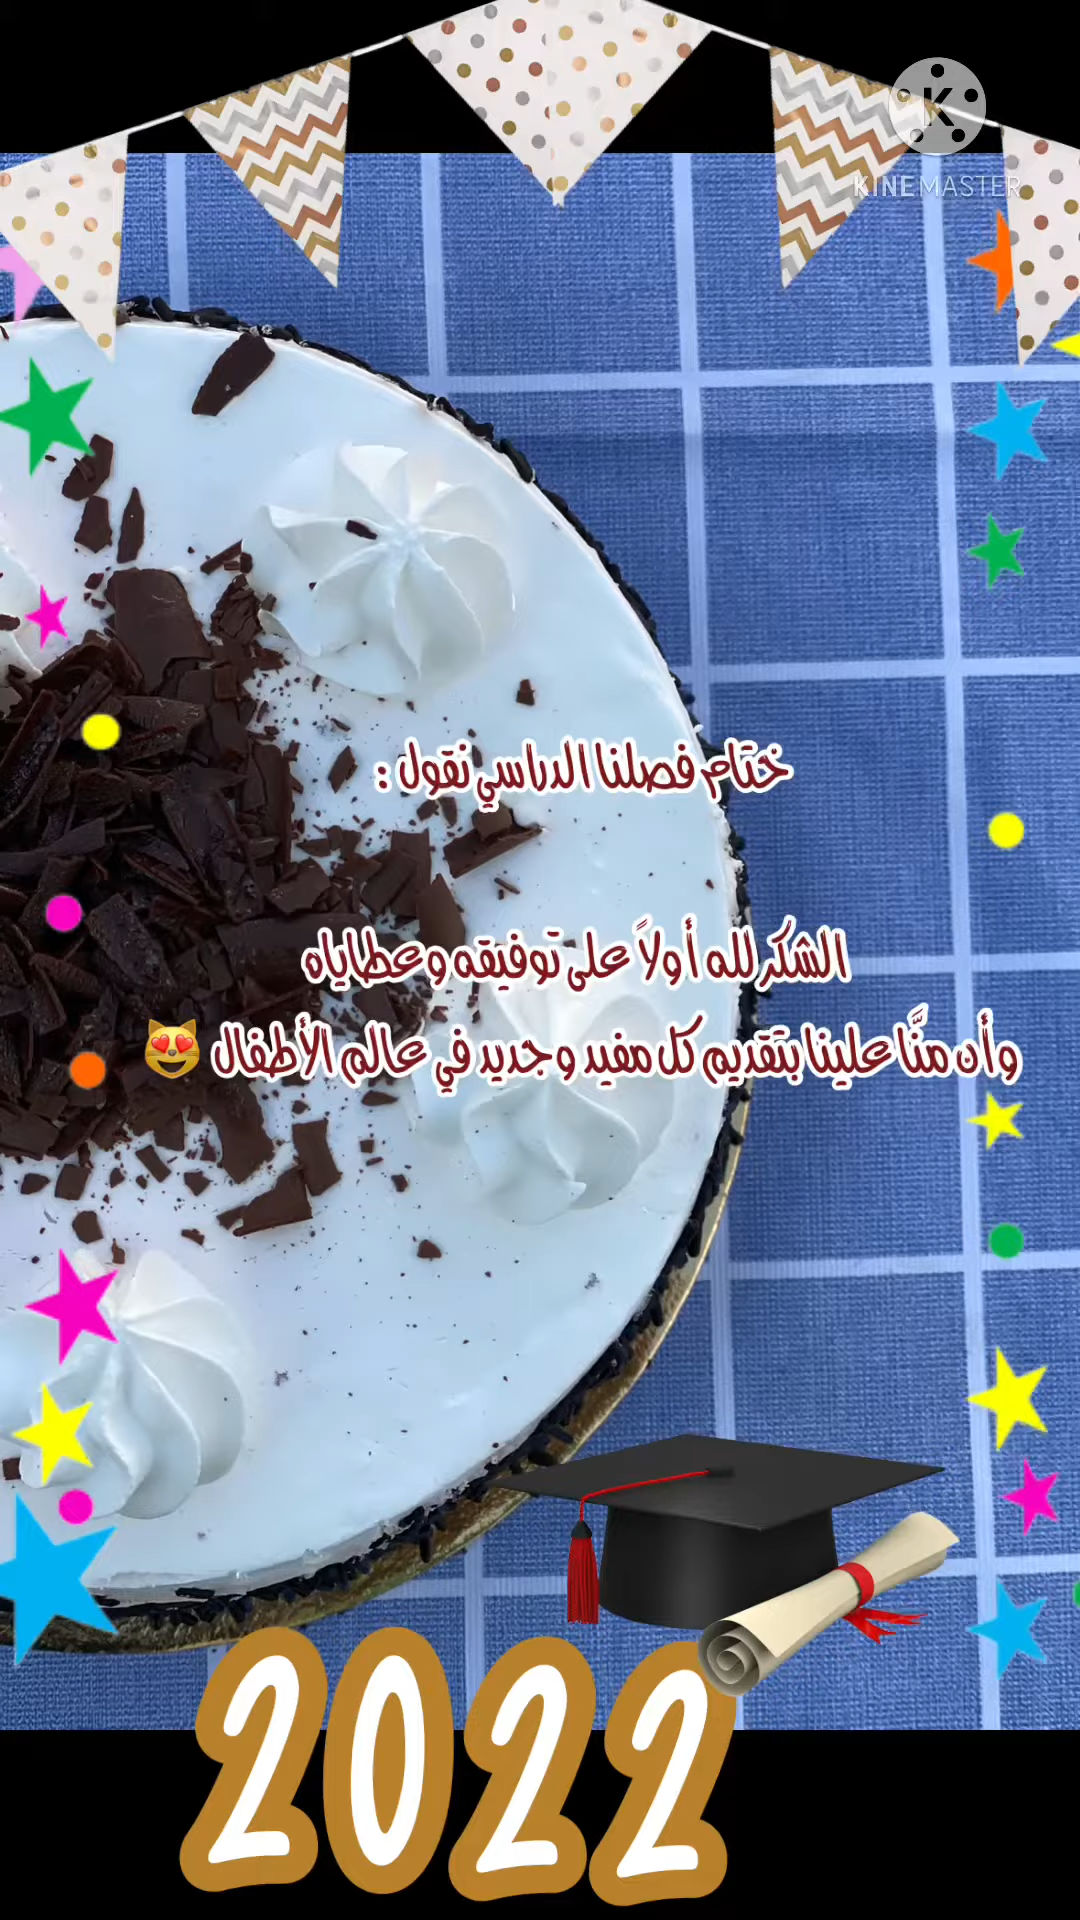 KINEMASTER
ختام فصلنا الدراسي نقول :
الشكر لله أولاً على توفيقه وعطاياه
وأن منَّا علينا بتقديم كل مفيد وجديد في عالم الأطفال 😻
2022